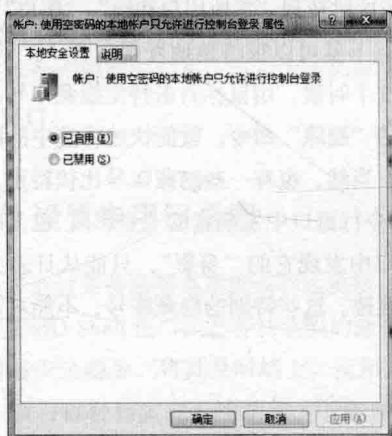 帐户: 使用空密码的本地帐户只允许进行控制台登录 属性
本地安全设置 说明
帐户: 使用空密码的本地帐户只允许进行控制台登录
已启用(E)
已禁用(S)
确定 取消 应用(A)